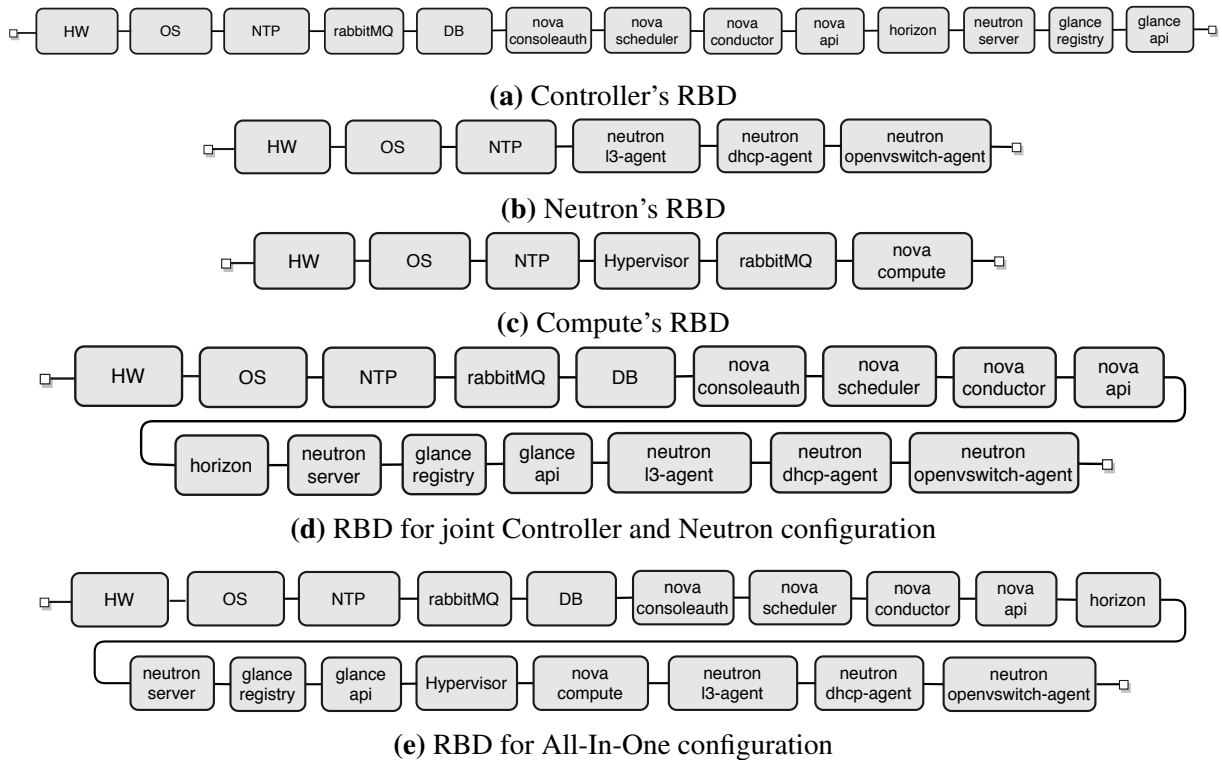 HW OS NTP rabbitMQ DB nova consoleauth nova scheduler nova conductor nova api horizon neutron server glance registry glance api
(a) Controller's RBD
HW OS NTP neutron l3-agent neutron dhcp-agent neutron openvswitch-agent
(b) Neutron's RBD
HW OS NTP Hypervisor rabbitMQ nova compute
(c) Compute's RBD
HW OS NTP rabbitMQ DB nova consoleauth nova scheduler nova conductor nova api
horizon neutron server glance registry glance api neutron l3-agent neutron dhcp-agent neutron openvswitch-agent
(d) RBD for joint Controller and Neutron configuration
HW OS NTP rabbitMQ DB nova consoleauth nova scheduler nova conductor nova api horizon
neutron server glance registry glance api Hypervisor nova compute neutron l3-agent neutron dhcp-agent neutron openvswitch-agent
(e) RBD for All-In-One configuration